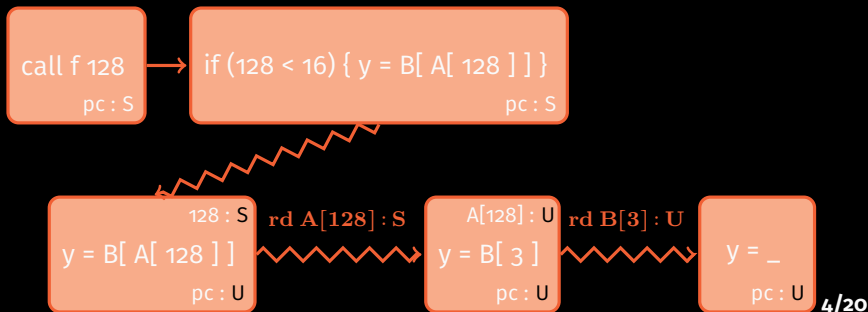 call f 128
pc : S
if (128 < 16) { y = B[ A[ 128 ] ] }
pc : S
128 : S
y = B[ A[ 128 ] ]
pc : U
rd A[128] : S
A[128] : U
y = B[ 3 ]
pc : U
rd B[3] : U
y = _
pc : U
4/20